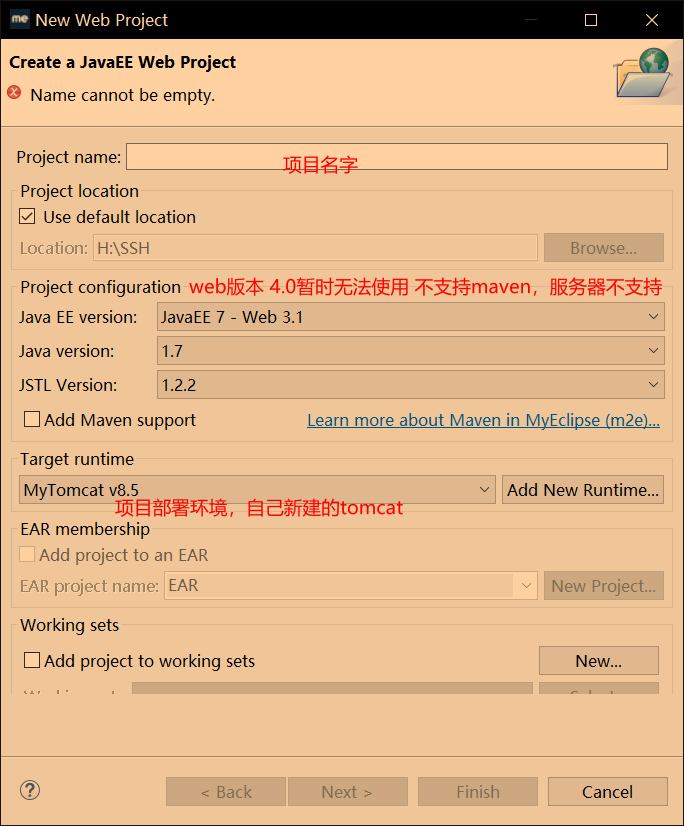 me New Web Project
Create a JavaEE Web Project
Name cannot be empty.
Project name: 项目名字
Project location
Use default location
Location: H:\SSH Browse...
Project configuration web版本 4.0暂时无法使用 不支持maven，服务器不支持
Java EE version: JavaEE 7 - Web 3.1
Java version: 1.7
JSTL Version: 1.2.2
Add Maven support Learn more about Maven in MyEclipse (m2e)...
Target runtime
MyTomcat v8.5 Add New Runtime...
项目部署环境，自己新建的tomcat
EAR membership
Add project to an EAR
EAR project name: EAR New Project...
Working sets
Add project to working sets New...
? < Back Next > Finish Cancel